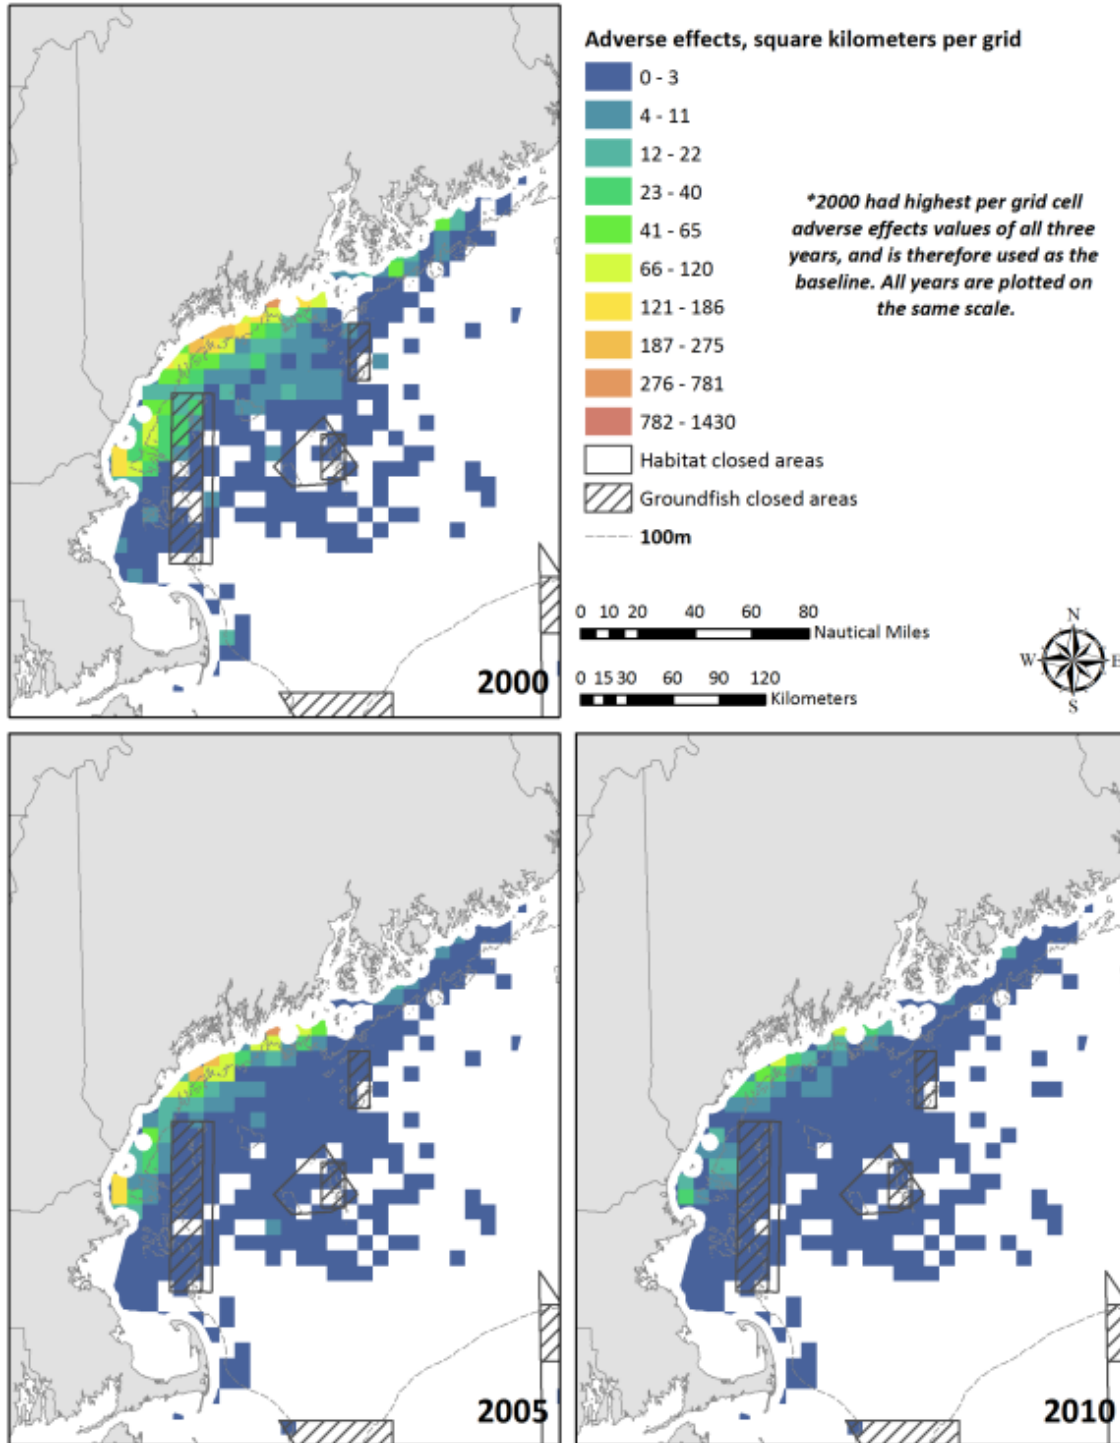 Adverse effects, square kilometers per grid
0 - 3
4 - 11
12 - 22
23 - 40
41 - 65
66 - 120
121 - 186
187 - 275
276 - 781
782 - 1430
Habitat closed areas
Groundfish closed areas
100m
*2000 had highest per grid cell
adverse effects values of all three
years, and is therefore used as the
baseline. All years are plotted on
the same scale.
0 10 20 40 60 80
Nautical Miles
0 15 30 60 90 120
Kilometers
N
W E
S
2000
2005
2010